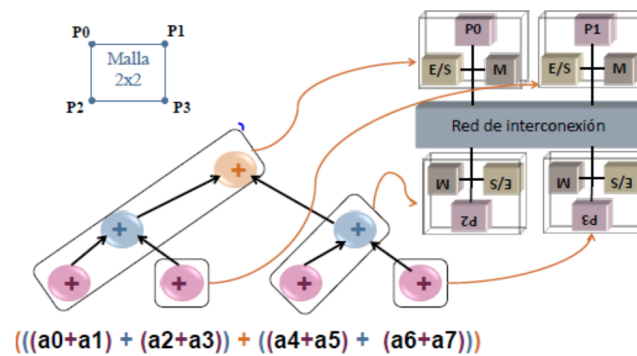 P0 P1
Malla
2x2
P2 P3
P0 P1
E/S M E/S M
Red de interconexión
M E/S M E/S
P2 P3
+
+ +
+ + + +
(((a0+a1) + (a2+a3)) + ((a4+a5) + (a6+a7)))